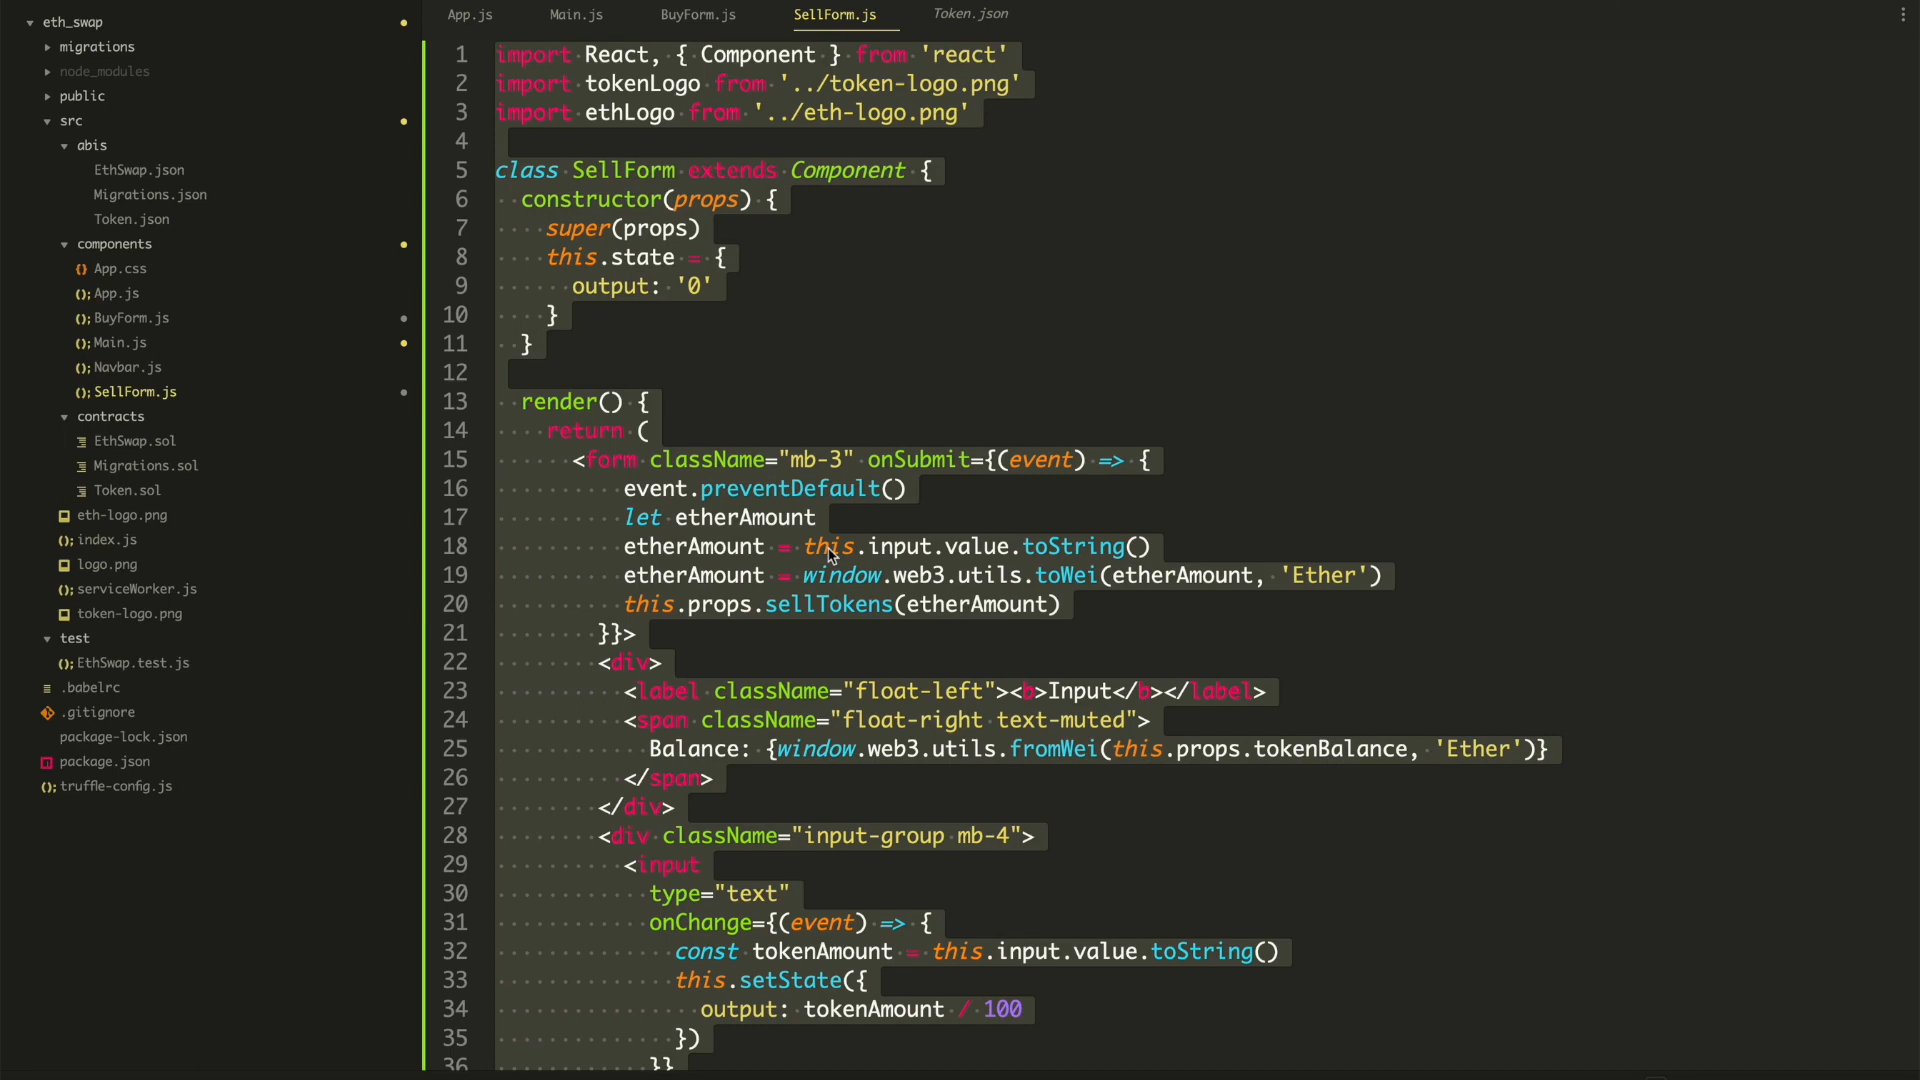 eth_swap
migrations
node_modules
public
src
abis
EthSwap.json
Migrations.json
Token.json
components
App.css
App.js
BuyForm.js
Main.js
Navbar.js
SellForm.js
contracts
EthSwap.sol
Migrations.sol
Token.sol
eth-logo.png
index.js
logo.png
serviceWorker.js
token-logo.png
test
EthSwap.test.js
.babelrc
.gitignore
package-lock.json
package.json
truffle-config.js
App.js Main.js BuyForm.js SellForm.js Token.json
1 import React, { Component } from 'react'
2 import tokenLogo from '../token-logo.png'
3 import ethLogo from '../eth-logo.png'
4
5 class SellForm extends Component {
6 constructor(props) {
7 super(props)
8 this.state = {
9 output: '0'
10 }
11 }
12
13 render() {
14 return (
15 <form className="mb-3" onSubmit={(event) => {
16 event.preventDefault()
17 let etherAmount
18 etherAmount = this.input.value.toString()
19 etherAmount = window.web3.utils.toWei(etherAmount, 'Ether')
20 this.props.sellTokens(etherAmount)
21 }}>
22 <div>
23 <label className="float-left"><b>Input</b></label>
24 <span className="float-right text-muted">
25 Balance: {window.web3.utils.fromWei(this.props.tokenBalance, 'Ether')}
26 </span>
27 </div>
28 <div className="input-group mb-4">
29 <input
30 type="text"
31 onChange={(event) => {
32 const tokenAmount = this.input.value.toString()
33 this.setState({
34 output: tokenAmount / 100
35 })
36 }}